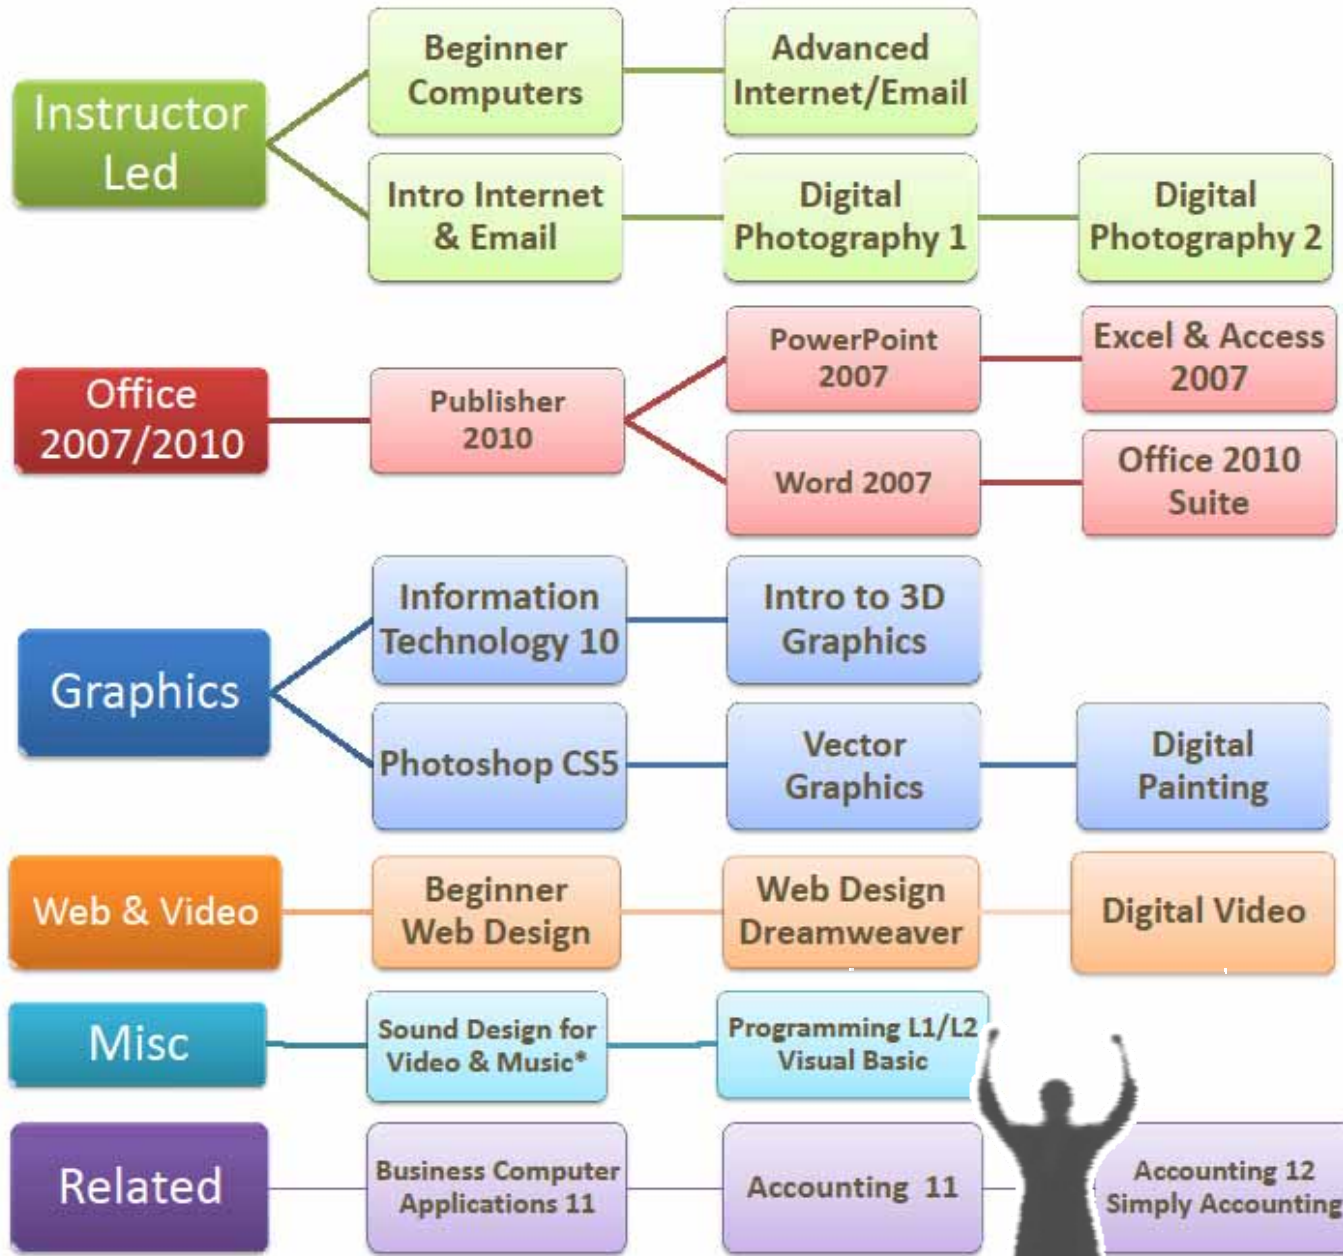 Instructor
Led
Beginner
Computers
Advanced
Internet/Email
Intro Internet
& Email
Digital
Photography 1
Digital
Photography 2
Office
2007/2010
Publisher
2010
PowerPoint
2007
Excel & Access
2007
Word 2007
Office 2010
Suite
Graphics
Information
Technology 10
Intro to 3D
Graphics
Photoshop CS5
Vector
Graphics
Digital
Painting
Web & Video
Beginner
Web Design
Web Design
Dreamweaver
Digital Video
Misc
Sound Design for
Video & Music*
Programming L1/L2
Visual Basic
Related
Business Computer
Applications 11
Accounting 11
Accounting 12
Simply Accounting